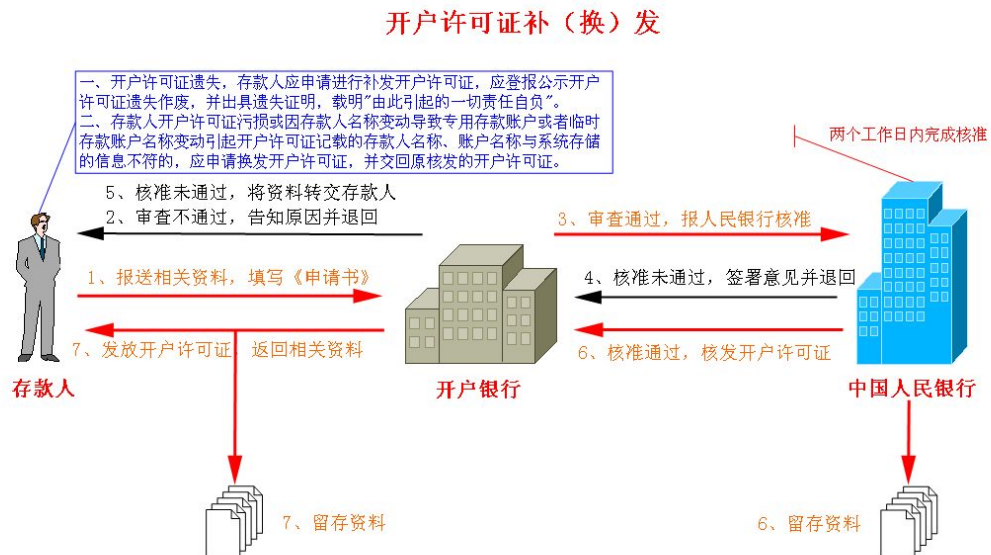 开户许可证补（换）发
一、开户许可证遗失，存款人应申请进行补发开户许可证，应登报公示开户
许可证遗失作废，并出具遗失证明，载明"由此引起的一切责任自负"。
二、存款人开户许可证污损或因存款人名称变动导致专用存款账户或者临时
存款账户名称变动引起开户许可证记载的存款人名称、账户名称与系统存储
的信息不符的，应申请换发开户许可证，并交回原核发的开户许可证。
两个工作日内完成核准
5、核准未通过，将资料转交存款人
2、审查不通过，告知原因并退回
3、审查通过，报人民银行核准
1、报送相关资料，填写《申请书》
4、核准未通过，签署意见并退回
7、发放开户许可证，返回相关资料
6、核准通过，核发开户许可证
存款人
开户银行
中国人民银行
7、留存资料
6、留存资料